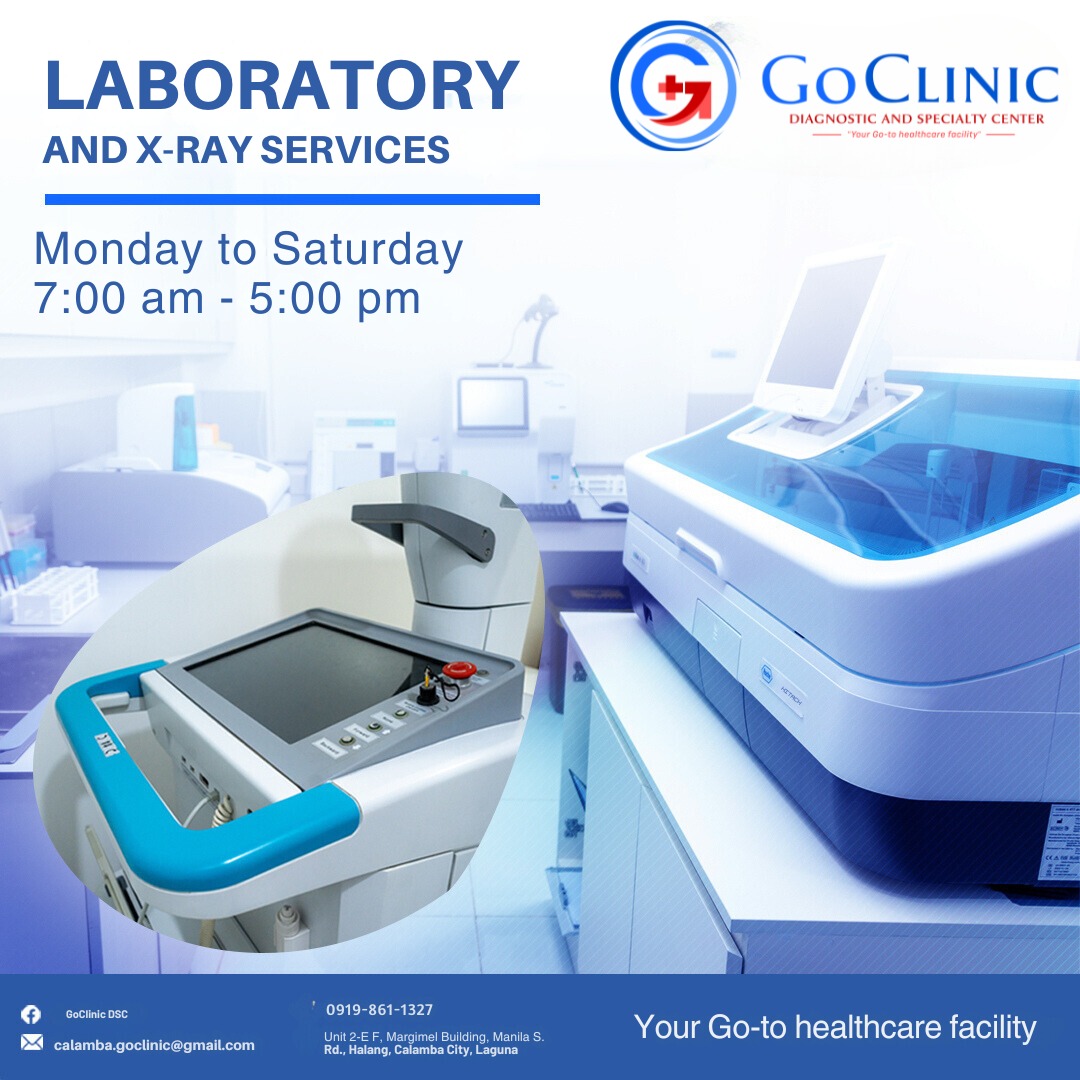 LABORATORY
AND X-RAY SERVICES
Monday to Saturday
7:00 am - 5:00 pm
GOCLINIC
DIAGNOSTIC AND SPECIALTY CENTER
"Your Go-to healthcare facility"
HITACHI
GoClinic DSC
calamba.goclinic@gmail.com
0919-861-1327
Unit 2-E F, Margimel Building, Manila S.
Rd., Halang, Calamba City, Laguna
Your Go-to healthcare facility